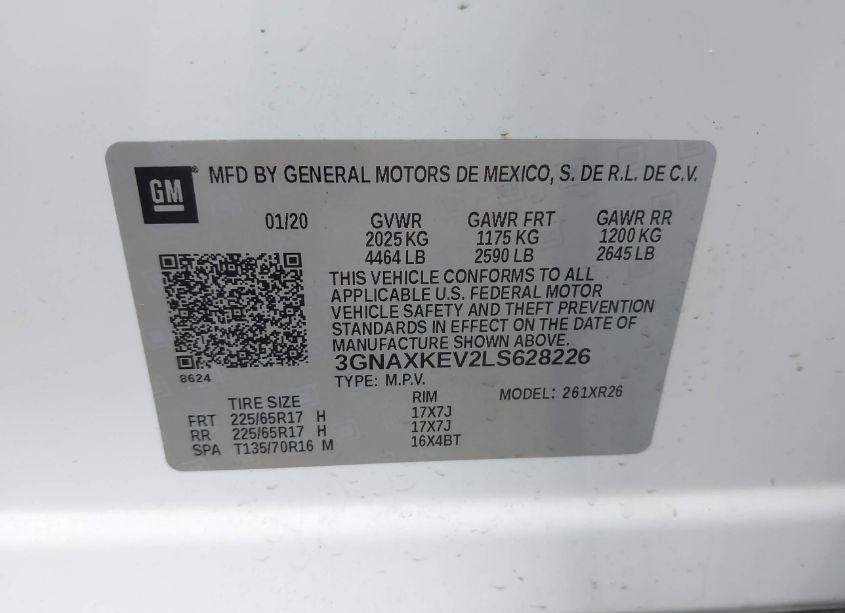 GM
MFD BY GENERAL MOTORS DE MEXICO, S. DE R.L. DE C.V.
01/20 GVWR GAWR FRT GAWR RR
2025 KG 1175 KG 1200 KG
4464 LB 2590 LB 2645 LB
THIS VEHICLE CONFORMS TO ALL
APPLICABLE U.S. FEDERAL MOTOR
VEHICLE SAFETY AND THEFT PREVENTION
STANDARDS IN EFFECT ON THE DATE OF
MANUFACTURE SHOWN ABOVE.
3GNAXKEV2LS628226
8624
TYPE: M.P.V. MODEL: 261XR26
TIRE SIZE RIM
FRT 225/65R17 H 17X7J
RR 225/65R17 H 17X7J
SPA T135/70R16 M 16X4BT